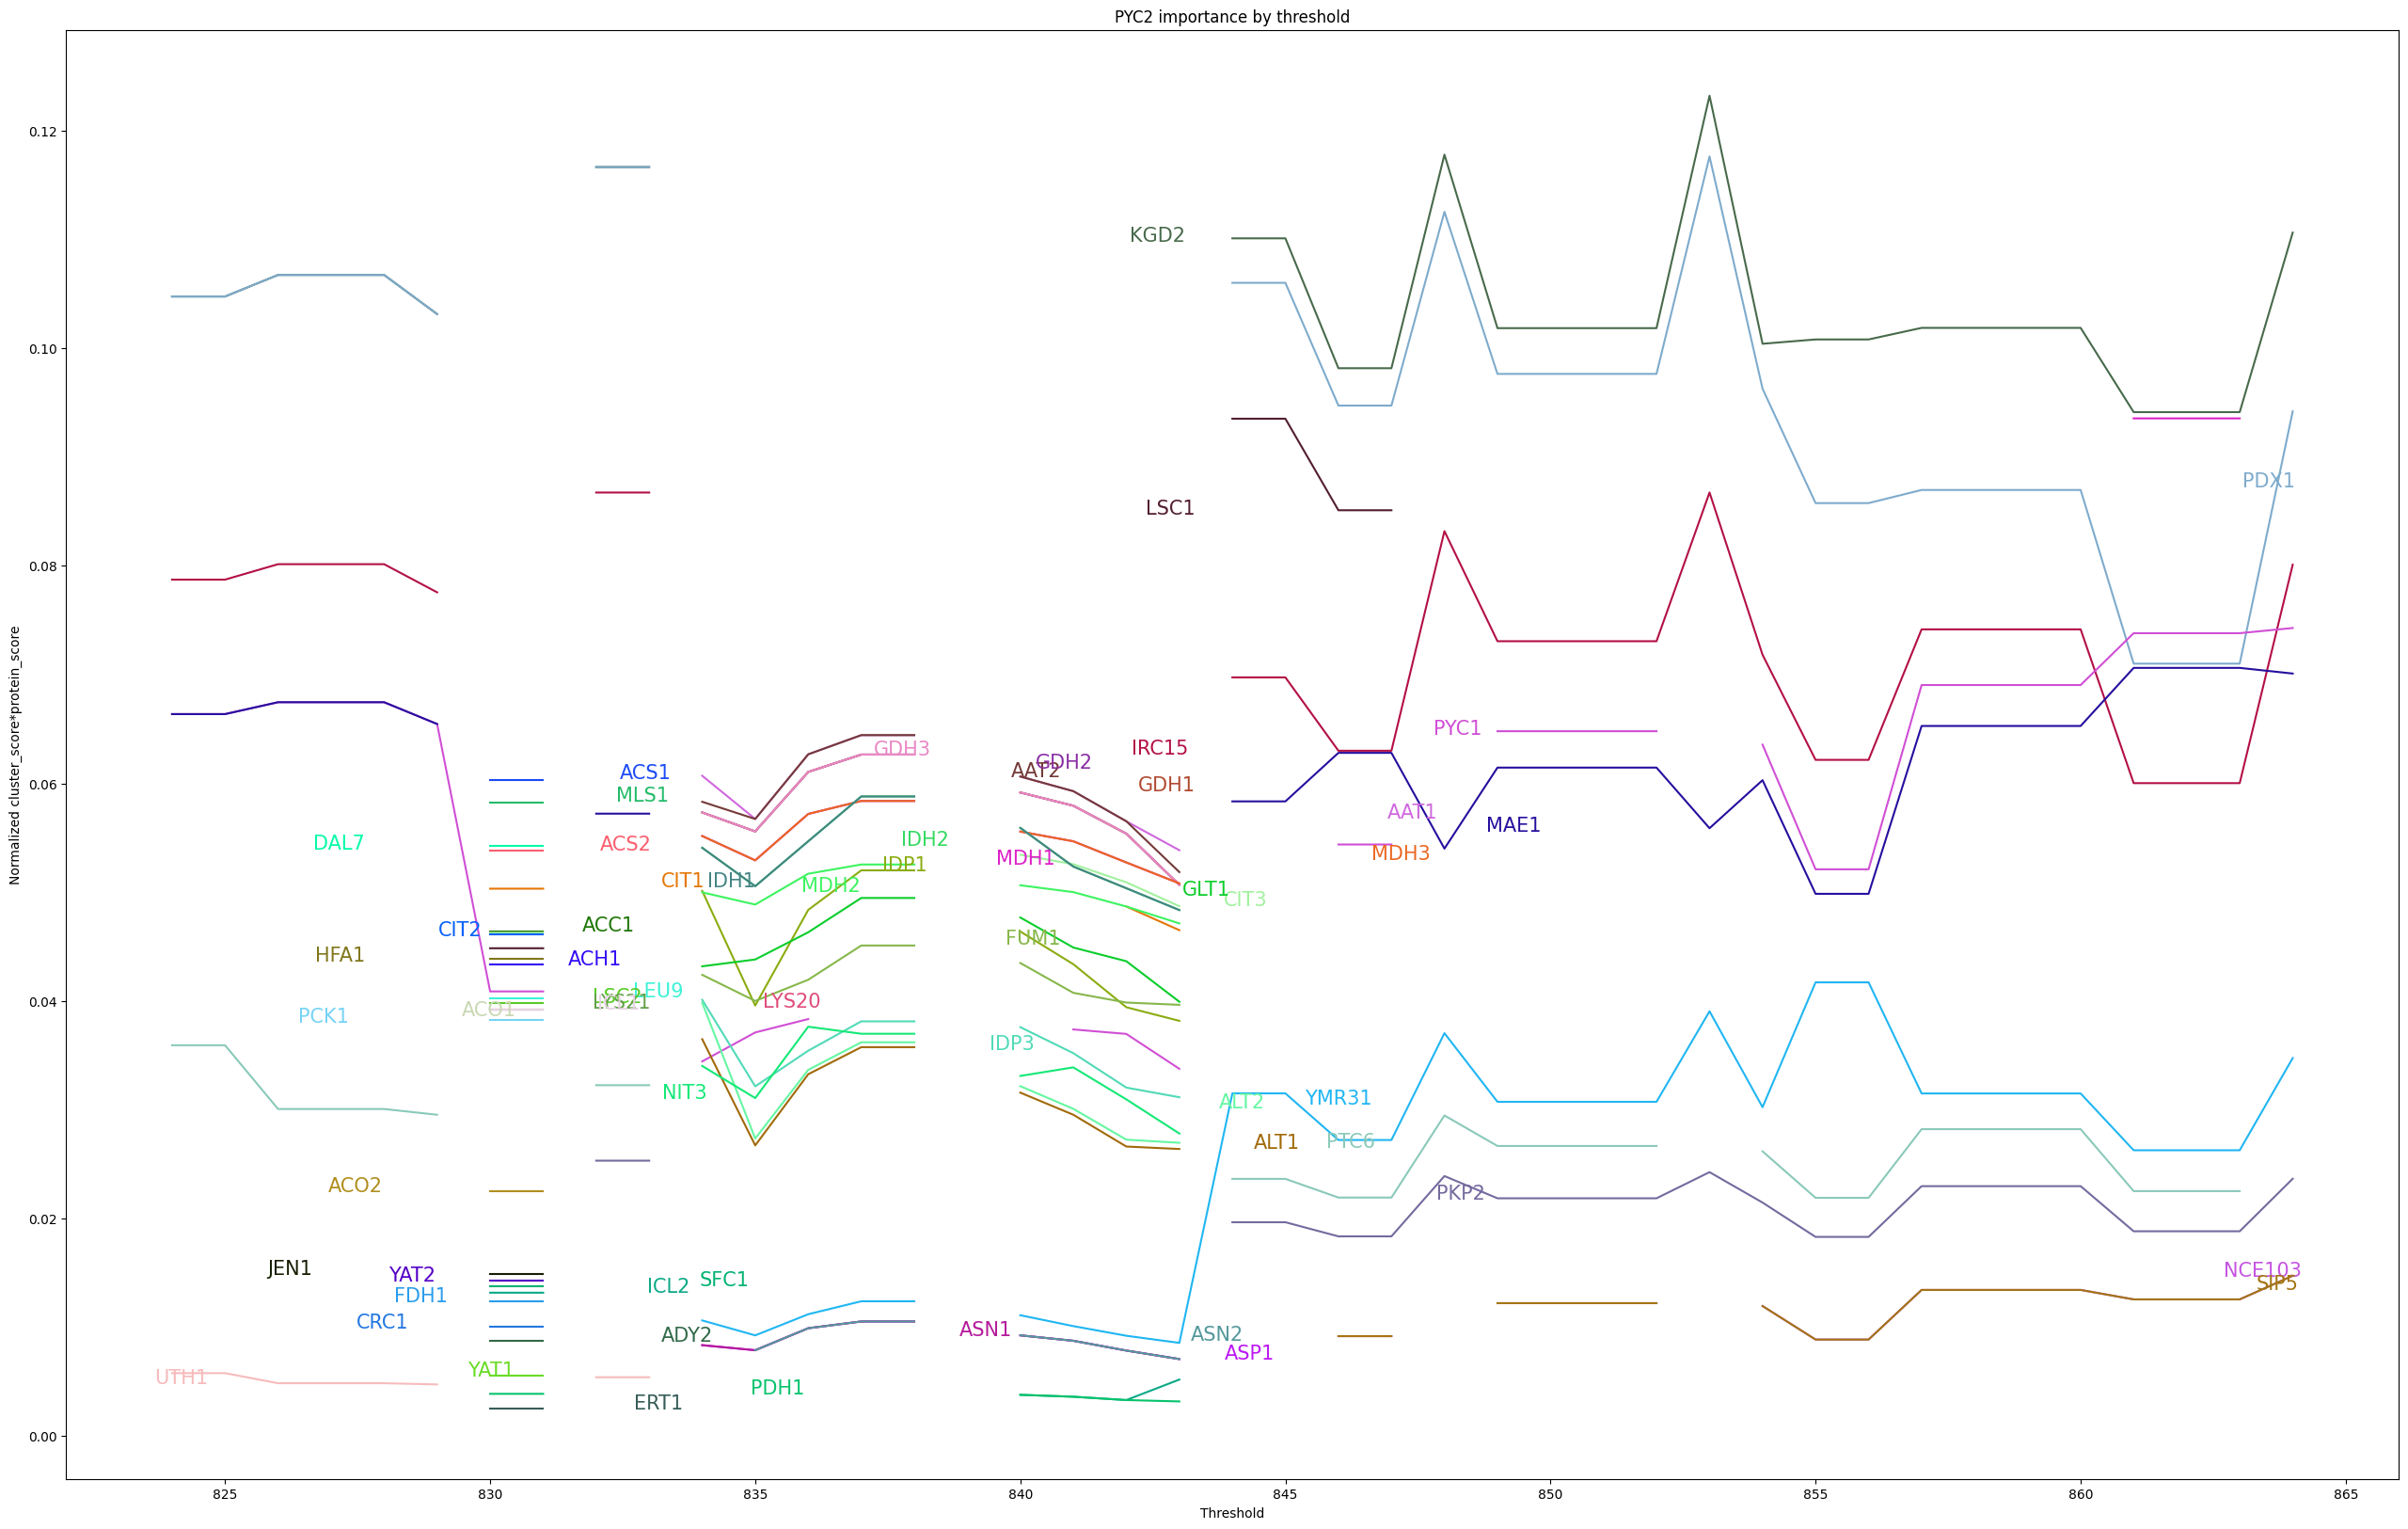 PYC2 importance by threshold
0.12
KGD2
0.10
PDX1
LSC1
0.08
Normalized cluster_score*protein_score
PYC1
IRC15
GDH3
GDH2
AAT2
0.06
ACS1
GDH1
MLS1
AAT1
MAE1
DAL7
ACS2
IDH2
MDH1
MDH3
IDP1
CIT1
IDH1
MDH2
GLT1
CIT3
CIT2
ACC1
FUM1
HFA1
ACH1
LSC2
LEU9
0.04
LYS21
LYS20
PCK1
ACO1
IDP3
NIT3
ALT2
YMR31
ALT1
PTC6
ACO2
PKP2
0.02
JEN1
YAT2
ICL2
SFC1
NCE103
SIP5
FDH1
CRC1
ADY2
ASN1
ASN2
ASP1
UTH1
YAT1
PDH1
ERT1
0.00
825
830
835
840
845
850
855
860
865
Threshold